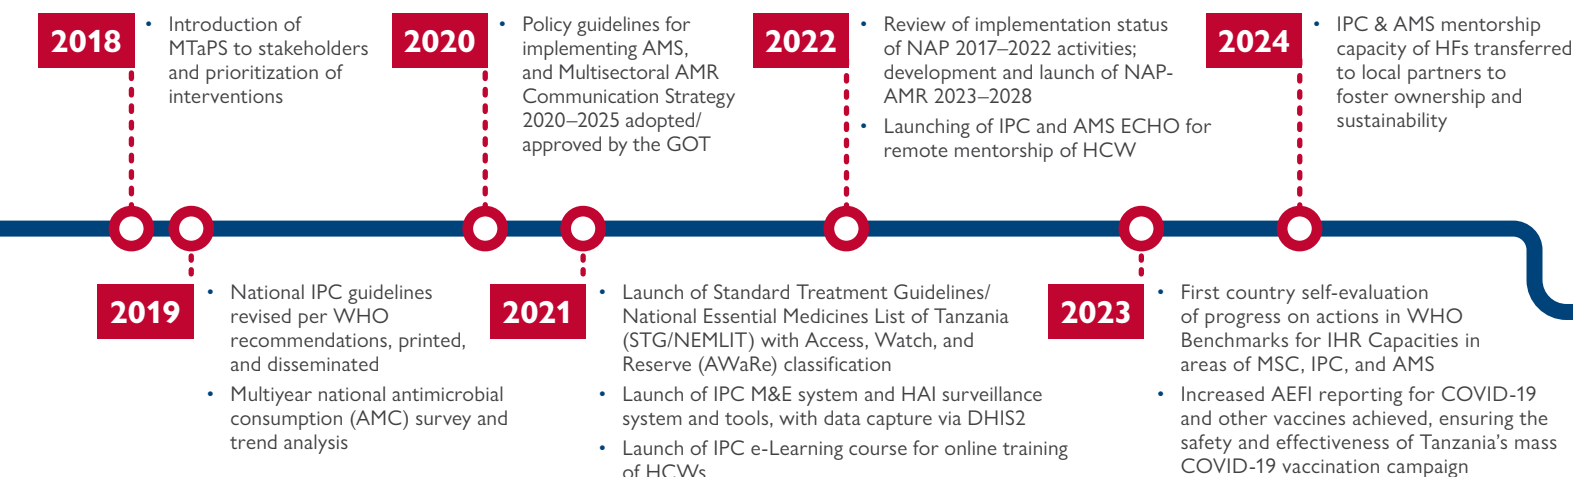 2018
• Introduction of
MTaPS to stakeholders
and prioritization of
interventions
2020
• Policy guidelines for
implementing AMS,
and Multisectoral AMR
Communication Strategy
2020–2025 adopted/
approved by the GOT
2022
• Review of implementation status
of NAP 2017–2022 activities;
development and launch of NAP-
AMR 2023–2028
• Launching of IPC and AMS ECHO for
remote mentorship of HCW
2024
• IPC & AMS mentorship
capacity of HFs transferred
to local partners to
foster ownership and
sustainability
2019
• National IPC guidelines
revised per WHO
recommendations, printed,
and disseminated
• Multiyear national antimicrobial
consumption (AMC) survey and
trend analysis
2021
• Launch of Standard Treatment Guidelines/
National Essential Medicines List of Tanzania
(STG/NEMLIT) with Access, Watch, and
Reserve (AWaRe) classification
• Launch of IPC M&E system and HAI surveillance
system and tools, with data capture via DHIS2
• Launch of IPC e-Learning course for online training
of HCWs
2023
• First country self-evaluation
of progress on actions in WHO
Benchmarks for IHR Capacities in
areas of MSC, IPC, and AMS
• Increased AEFI reporting for COVID-19
and other vaccines achieved, ensuring the
safety and effectiveness of Tanzania’s mass
COVID-19 vaccination campaign